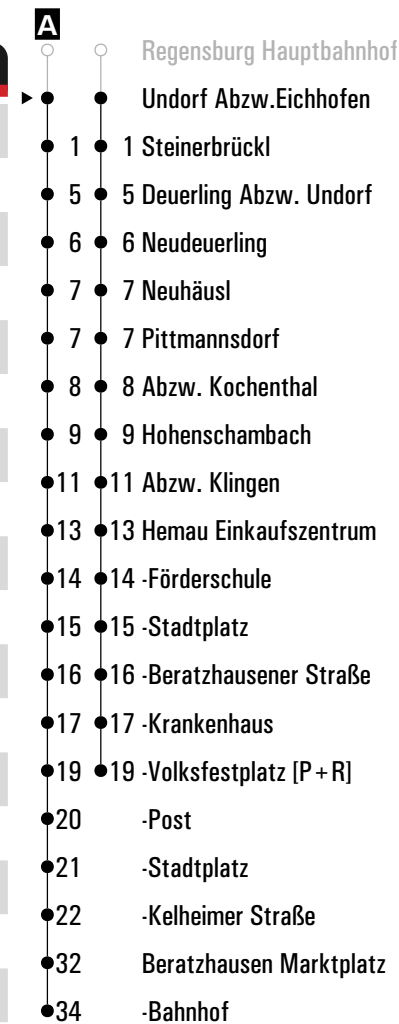 A
Regensburg Hauptbahnhof
Undorf Abzw.Eichhofen
1 1 Steinerbrückl
5 5 Deuerling Abzw. Undorf
6 6 Neudeuerling
7 7 Neuhäusl
7 7 Pittmannsdorf
8 8 Abzw. Kochenthal
9 9 Hohenschambach
11 11 Abzw. Klingen
13 13 Hemau Einkaufszentrum
14 14 -Förderschule
15 15 -Stadtplatz
16 16 -Beratzhausener Straße
17 17 -Krankenhaus
19 19 -Volksfestplatz [P+R]
20 -Post
21 -Stadtplatz
22 -Kelheimer Straße
32 Beratzhausen Marktplatz
34 -Bahnhof